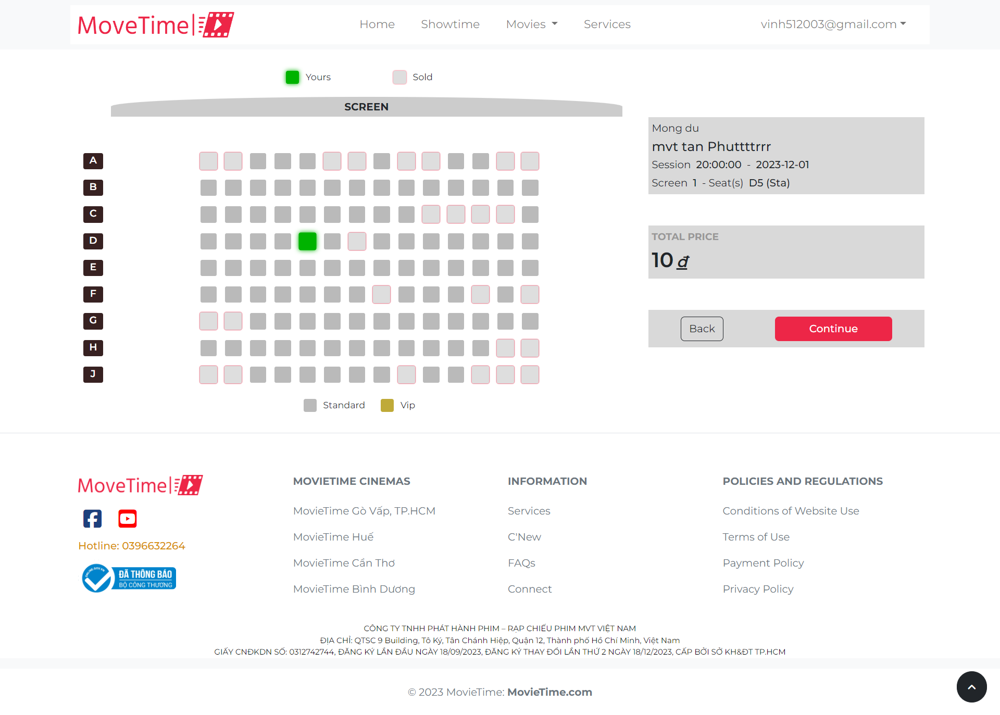 MoveTime
Home Showtime Movies Services vinh512003@gmail.com
Yours Sold
SCREEN
A
B
C
D
E
F
G
H
J
Standard Vip
Mong du
mvt tan Phuttttrrr
Session 20:00:00 - 2023-12-01
Screen 1 - Seat(s) D5 (Sta)
TOTAL PRICE
10 đ
Back Continue
MoveTime
Hotline: 0396632264
ONLINE.GOV.VN
ĐÃ THÔNG BÁO
BỘ CÔNG THƯƠNG
MOVIETIME CINEMAS
MovieTime Gò Vấp, TP.HCM
MovieTime Huế
MovieTime Cần Thơ
MovieTime Bình Dương
INFORMATION
Services
C'New
FAQs
Connect
POLICIES AND REGULATIONS
Conditions of Website Use
Terms of Use
Payment Policy
Privacy Policy
CÔNG TY TNHH PHÁT HÀNH PHIM – RẠP CHIẾU PHIM MVT VIỆT NAM
ĐỊA CHỈ: QTSC 9 Building, Tô Ký, Tân Chánh Hiệp, Quận 12, Thành phố Hồ Chí Minh, Việt Nam
GIẤY CNĐKDN SỐ: 0312742744, ĐĂNG KÝ LẦN ĐẦU NGÀY 18/09/2023, ĐĂNG KÝ THAY ĐỔI LẦN THỨ 2 NGÀY 18/12/2023, CẤP BỞI SỞ KH&ĐT TP.HCM
© 2023 MovieTime: MovieTime.com